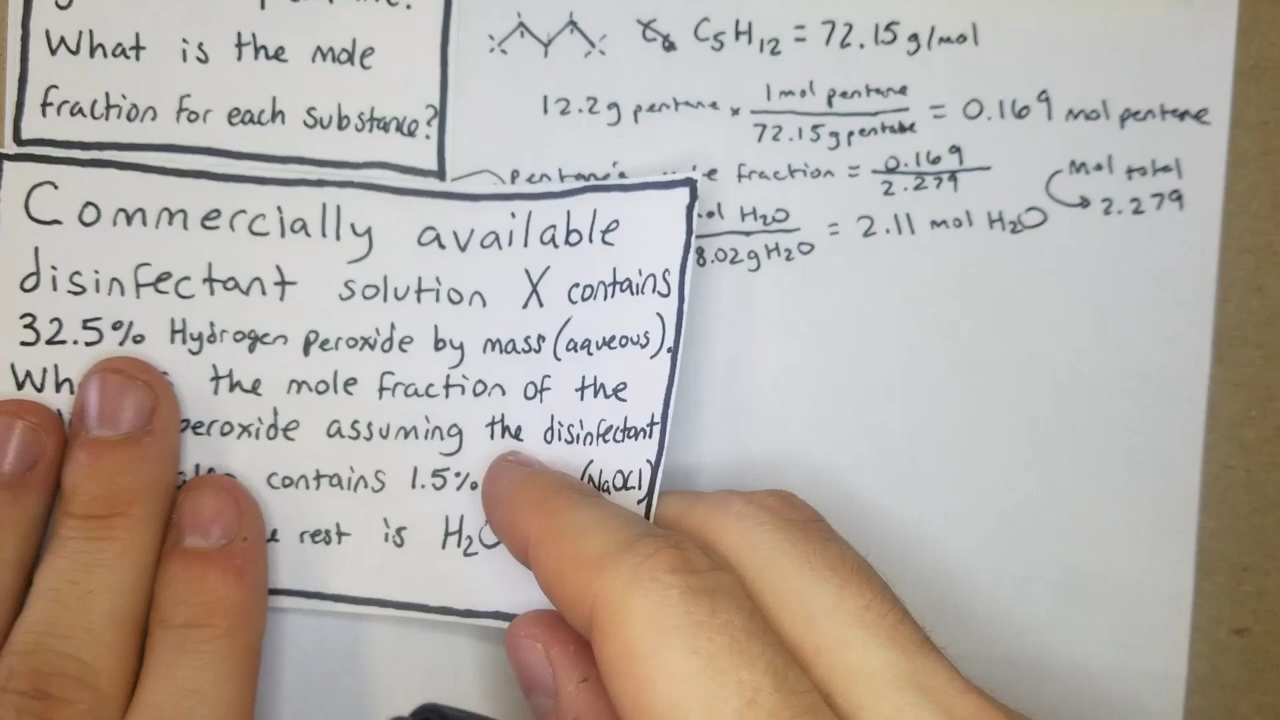 What is the mole
fraction for each substance?
C5H12 = 72.15 g/mol
12.2g pentane x 1 mol pentane / 72.15 g pentane = 0.169 mol pentane
fraction = 0.169 / 2.279
mol total
2.279
H2O / 8.02g H2O = 2.11 mol H2O
Commercially available
disinfectant solution X contains
32.5% Hydrogen peroxide by mass (aqueous).
the mole fraction of the
peroxide assuming the disinfectant
contains 1.5% (NaOCl)
rest is